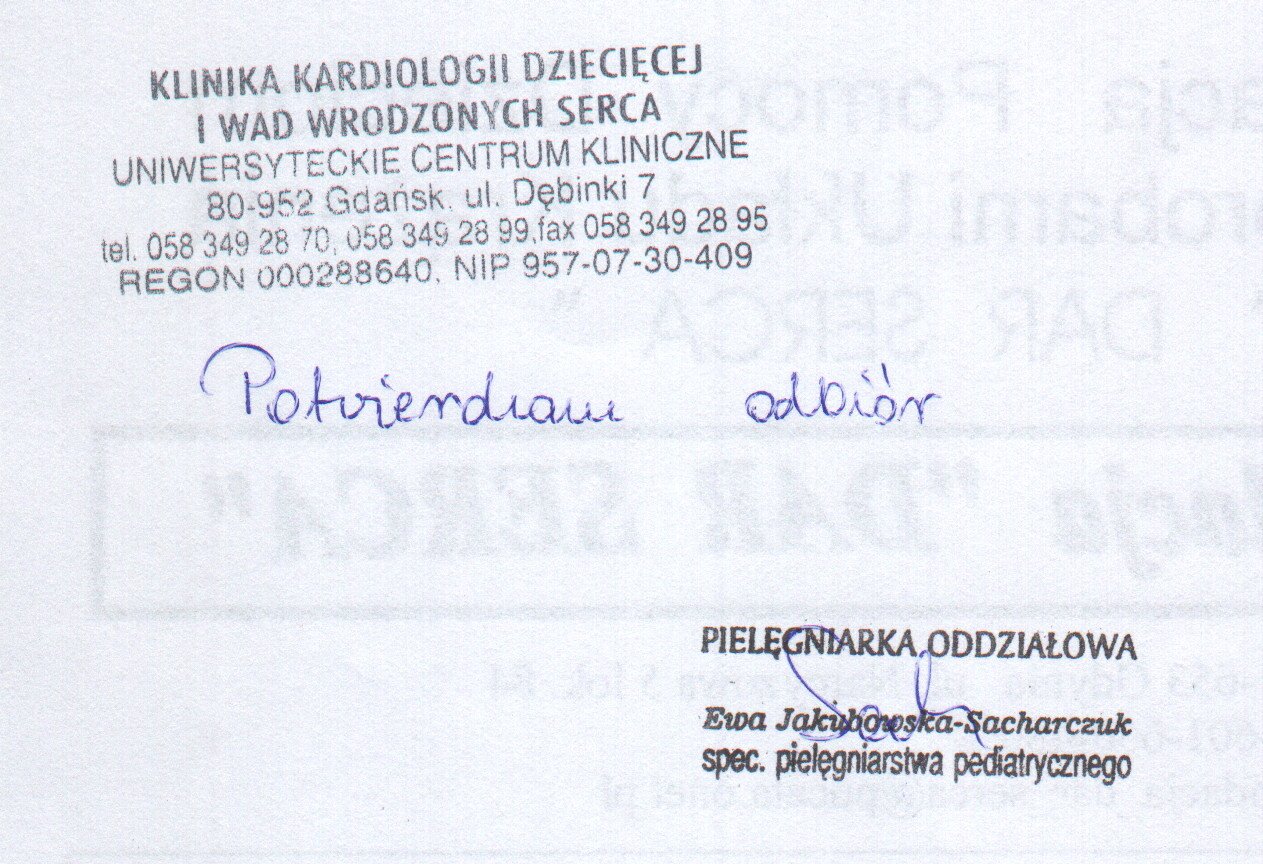 KLINIKA KARDIOLOGII DZIECIĘCEJ
I WAD WRODZONYCH SERCA
UNIWERSYTECKIE CENTRUM KLINICZNE
80-952 Gdańsk. ul. Dębinki 7
tel. 058 349 28 70, 058 349 28 99,fax 058 349 28 95
REGON 000288640, NIP 957-07-30-409
Potwierdzam odbiór
PIELĘGNIARKA ODDZIAŁOWA
Ewa Jakubowska-Sacharczuk
spec. pielęgniarstwa pediatrycznego